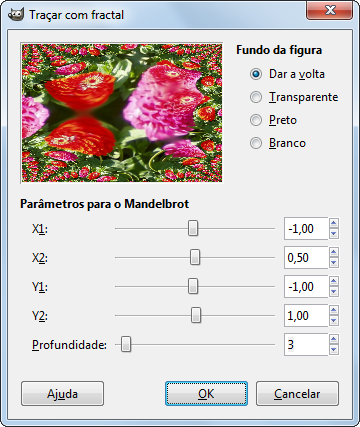 Traçar com fractal
Fundo da figura
Dar a volta
Transparente
Preto
Branco
Parâmetros para o Mandelbrot
X1: -1,00
X2: 0,50
Y1: -1,00
Y2: 1,00
Profundidade: 3
Ajuda OK Cancelar